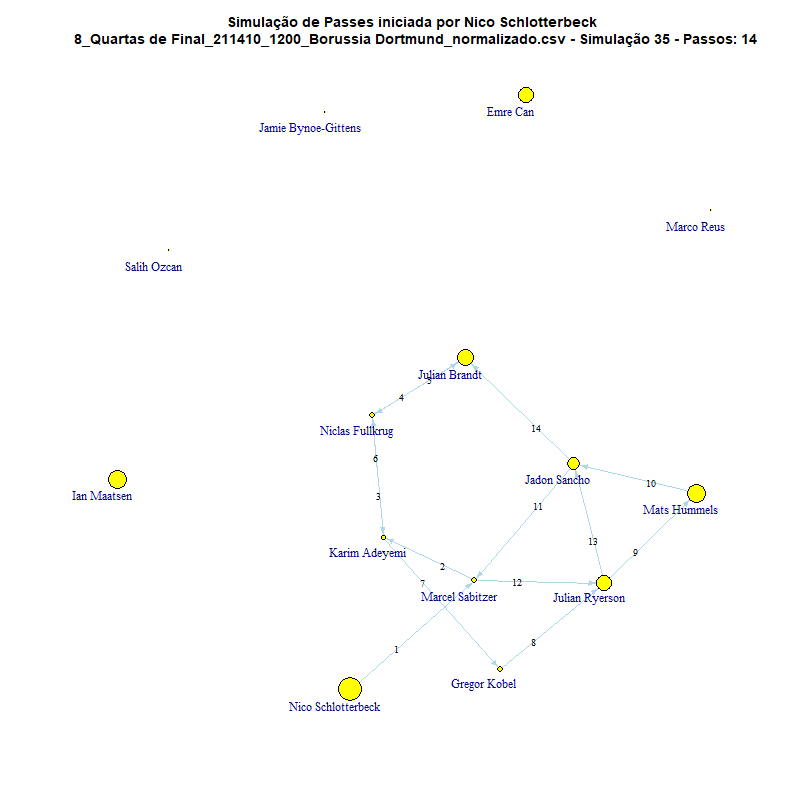 Simulação de Passes iniciada por Nico Schlotterbeck
8_Quartas de Final_211410_1200_Borussia Dortmund_normalizado.csv - Simulação 35 - Passos: 14
Emre Can
Jamie Bynoe-Gittens
Marco Reus
Salih Ozcan
Julian Brandt
5
4
Niclas Fullkrug
14
6
Jadon Sancho
10
Ian Maatsen
3
11
Mats Hummels
13
Karim Adeyemi
9
2
7
12
Marcel Sabitzer
Julian Ryerson
8
1
Gregor Kobel
Nico Schlotterbeck